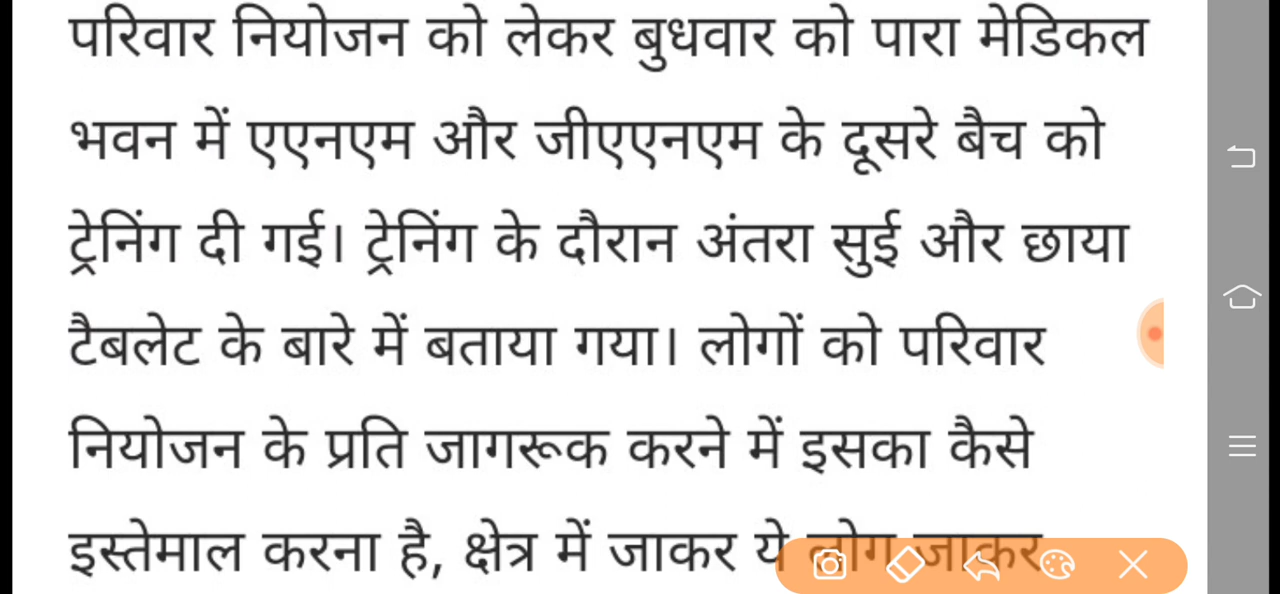 परिवार नियोजन को लेकर बुधवार को पारा मेडिकल
भवन में एएनएम और जीएएनएम के दूसरे बैच को
ट्रेनिंग दी गई। ट्रेनिंग के दौरान अंतरा सुई और छाया
टैबलेट के बारे में बताया गया। लोगों को परिवार
नियोजन के प्रति जागरूक करने में इसका कैसे
इस्तेमाल करना है, क्षेत्र में जाकर ये लोग जाकर